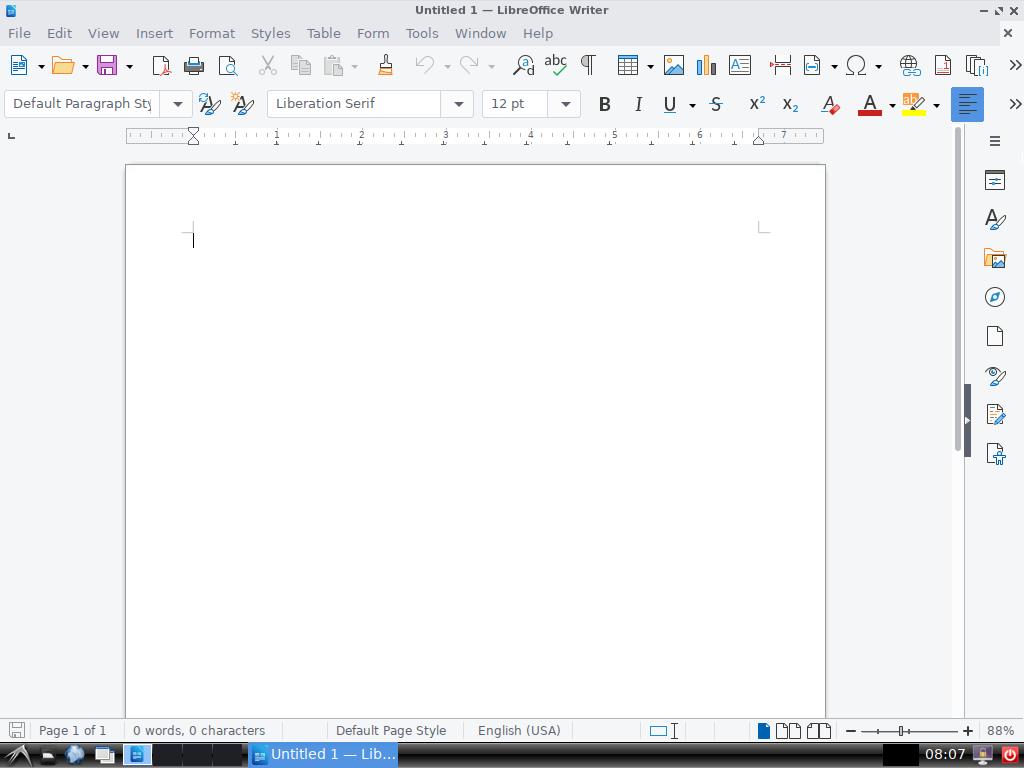 Untitled 1 — LibreOffice Writer
File Edit View Insert Format Styles Table Form Tools Window Help
Default Paragraph Sty Liberation Serif 12 pt
1 2 3 4 5 6 7
Page 1 of 1 0 words, 0 characters Default Page Style English (USA) 88%
Untitled 1 — Lib... 08:07